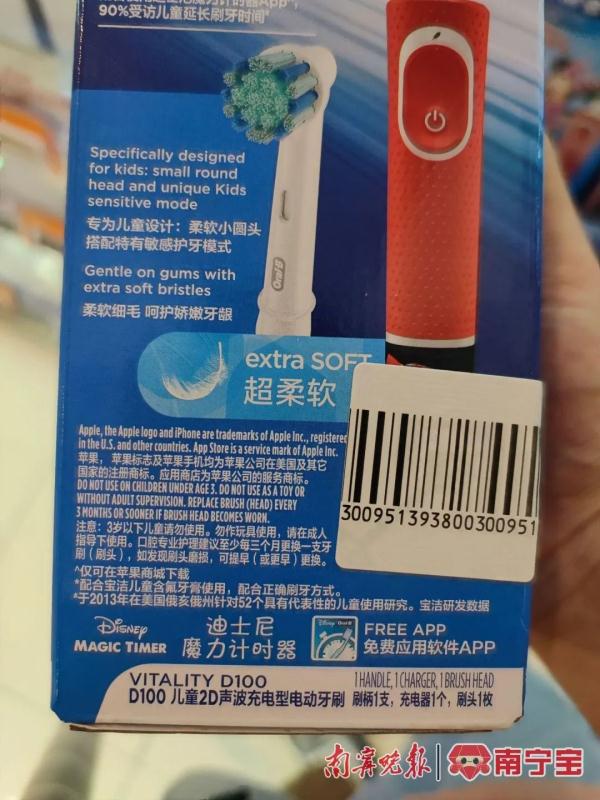 90%受访儿童延长刷牙时间*
Specifically designed
for kids: small round
head and unique Kids
sensitive mode
专为儿童设计：柔软小圆头
搭配特有敏感护牙模式
Gentle on gums with
extra soft bristles
柔软细毛 呵护娇嫩牙龈
Oral-B
extra SOFT
超柔软
Apple, the Apple logo and iPhone are trademarks of Apple Inc., registered
in the U.S. and other countries. App Store is a service mark of Apple Inc.
苹果，苹果标志及苹果手机均为苹果公司在美国及其它
国家的注册商标。应用商店为苹果公司的服务商标。
DO NOT USE ON CHILDREN UNDER AGE 3. DO NOT USE AS A TOY OR
WITHOUT ADULT SUPERVISION. REPLACE BRUSH (HEAD) EVERY
3 MONTHS OR SOONER IF BRUSH HEAD BECOMES WORN.
注意：3岁以下儿童请勿使用。勿作玩具使用，请在成人
指导下使用。口腔专业护理建议至少每三个月更换一支牙
刷（刷头），如发现刷头磨损，可提早（或更早）更换。
^仅可在苹果商城下载
*配合宝洁儿童含氟牙膏使用，配合正确刷牙方式。
*于2013年在美国俄亥俄州针对52个具有代表性的儿童使用研究。宝洁研发数据
300951393800300951
Disney
MAGIC TIMER
迪士尼
魔力计时器
Disney Oral-B
FREE APP
免费应用软件APP
VITALITY D100
D100 儿童2D声波充电型电动牙刷
1 HANDLE, 1 CHARGER, 1 BRUSH HEAD
刷柄1支，充电器1个，刷头1枚
南宁晚报 南宁宝